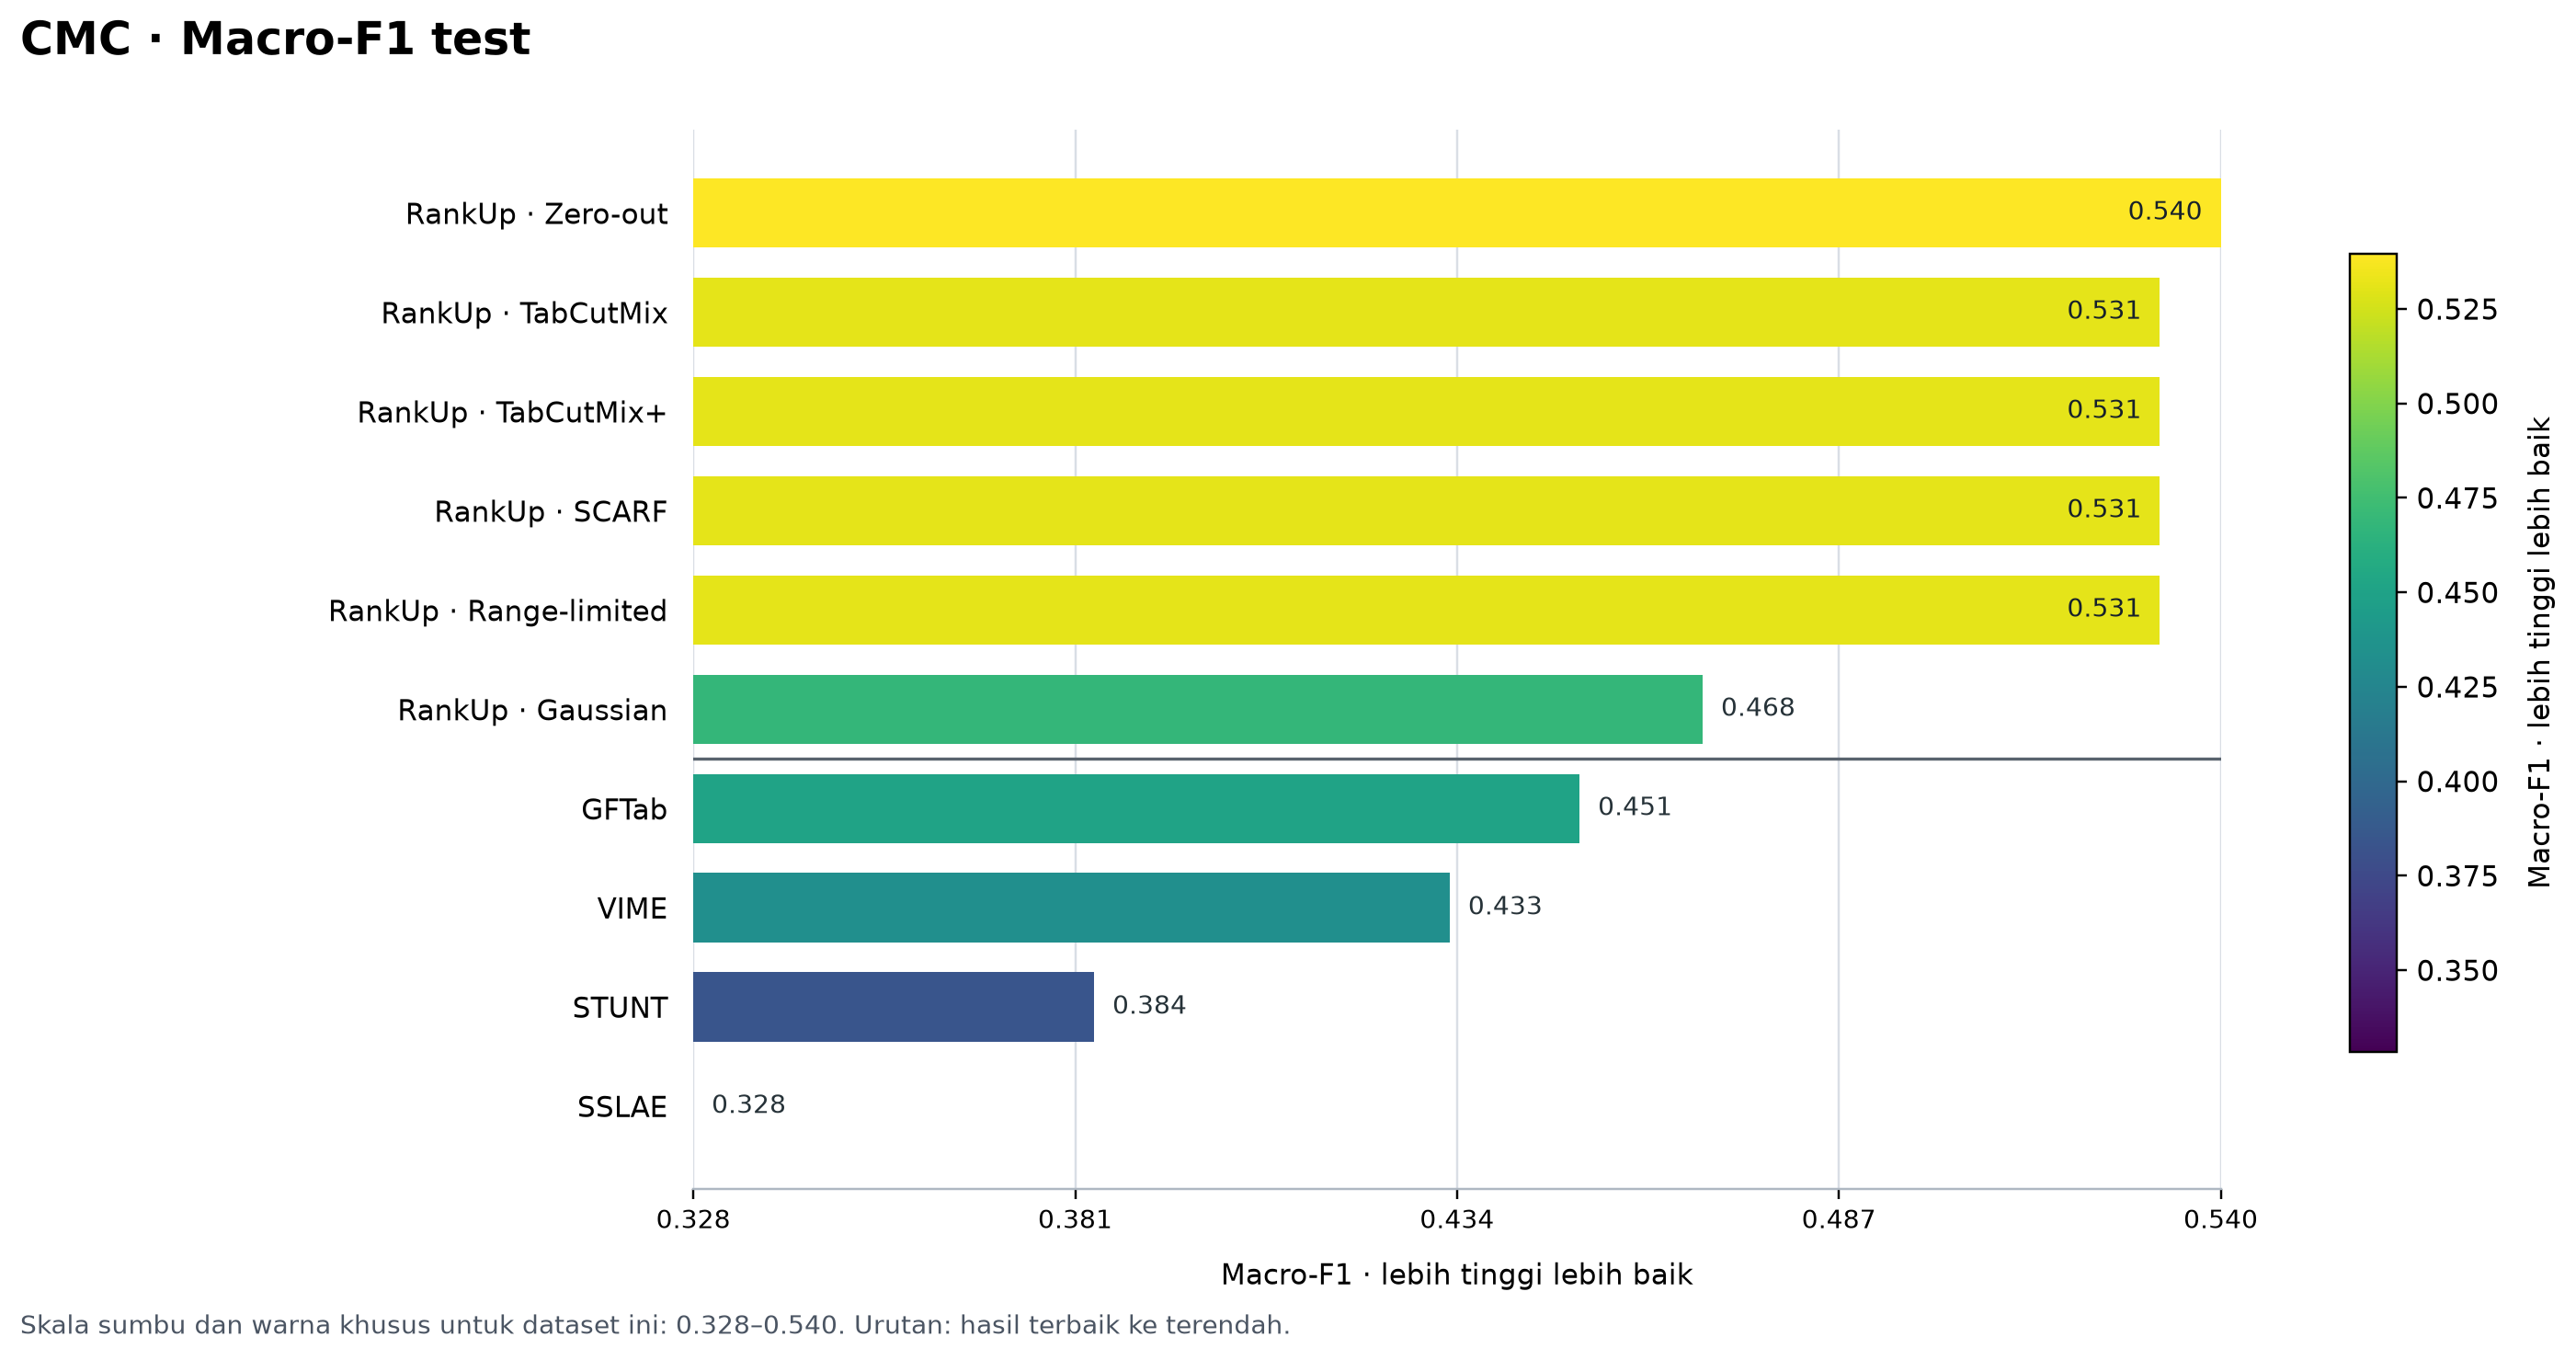 CMC · Macro-F1 test
RankUp · Zero-out
0.540
RankUp · TabCutMix
0.531
RankUp · TabCutMix+
0.531
RankUp · SCARF
0.531
RankUp · Range-limited
0.531
RankUp · Gaussian
0.468
GFTab
0.451
VIME
0.433
STUNT
0.384
SSLAE
0.328
0.328
0.381
0.434
0.487
0.540
Macro-F1 · lebih tinggi lebih baik
0.525
0.500
0.475
0.450
0.425
0.400
0.375
0.350
Macro-F1 · lebih tinggi lebih baik
Skala sumbu dan warna khusus untuk dataset ini: 0.328–0.540. Urutan: hasil terbaik ke terendah.